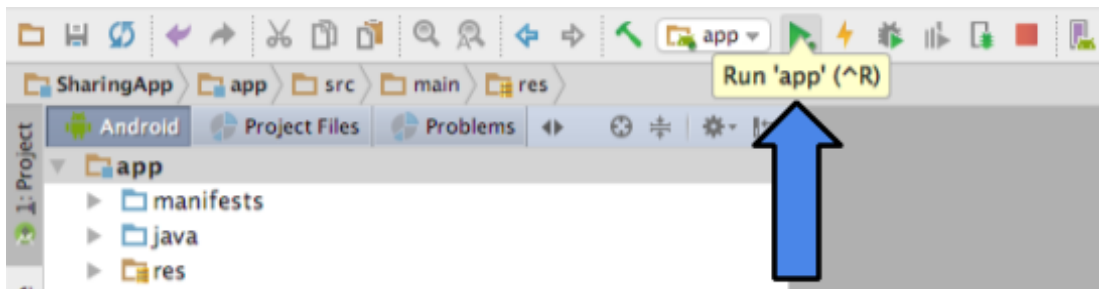 app
Run 'app' (^R)
SharingApp app src main res
Android Project Files Problems
1: Project
app
manifests
java
res